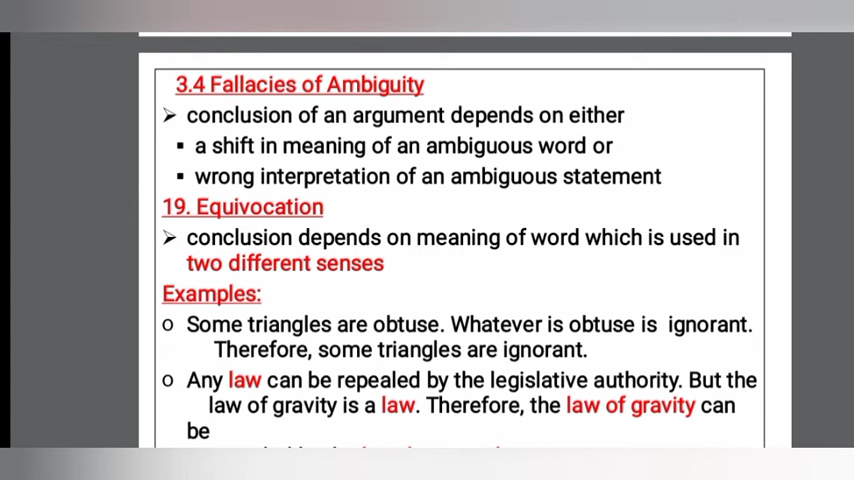 3.4 Fallacies of Ambiguity
➢ conclusion of an argument depends on either
▪ a shift in meaning of an ambiguous word or
▪ wrong interpretation of an ambiguous statement
19. Equivocation
➢ conclusion depends on meaning of word which is used in
two different senses
Examples:
o Some triangles are obtuse. Whatever is obtuse is ignorant.
Therefore, some triangles are ignorant.
o Any law can be repealed by the legislative authority. But the
law of gravity is a law. Therefore, the law of gravity can
be